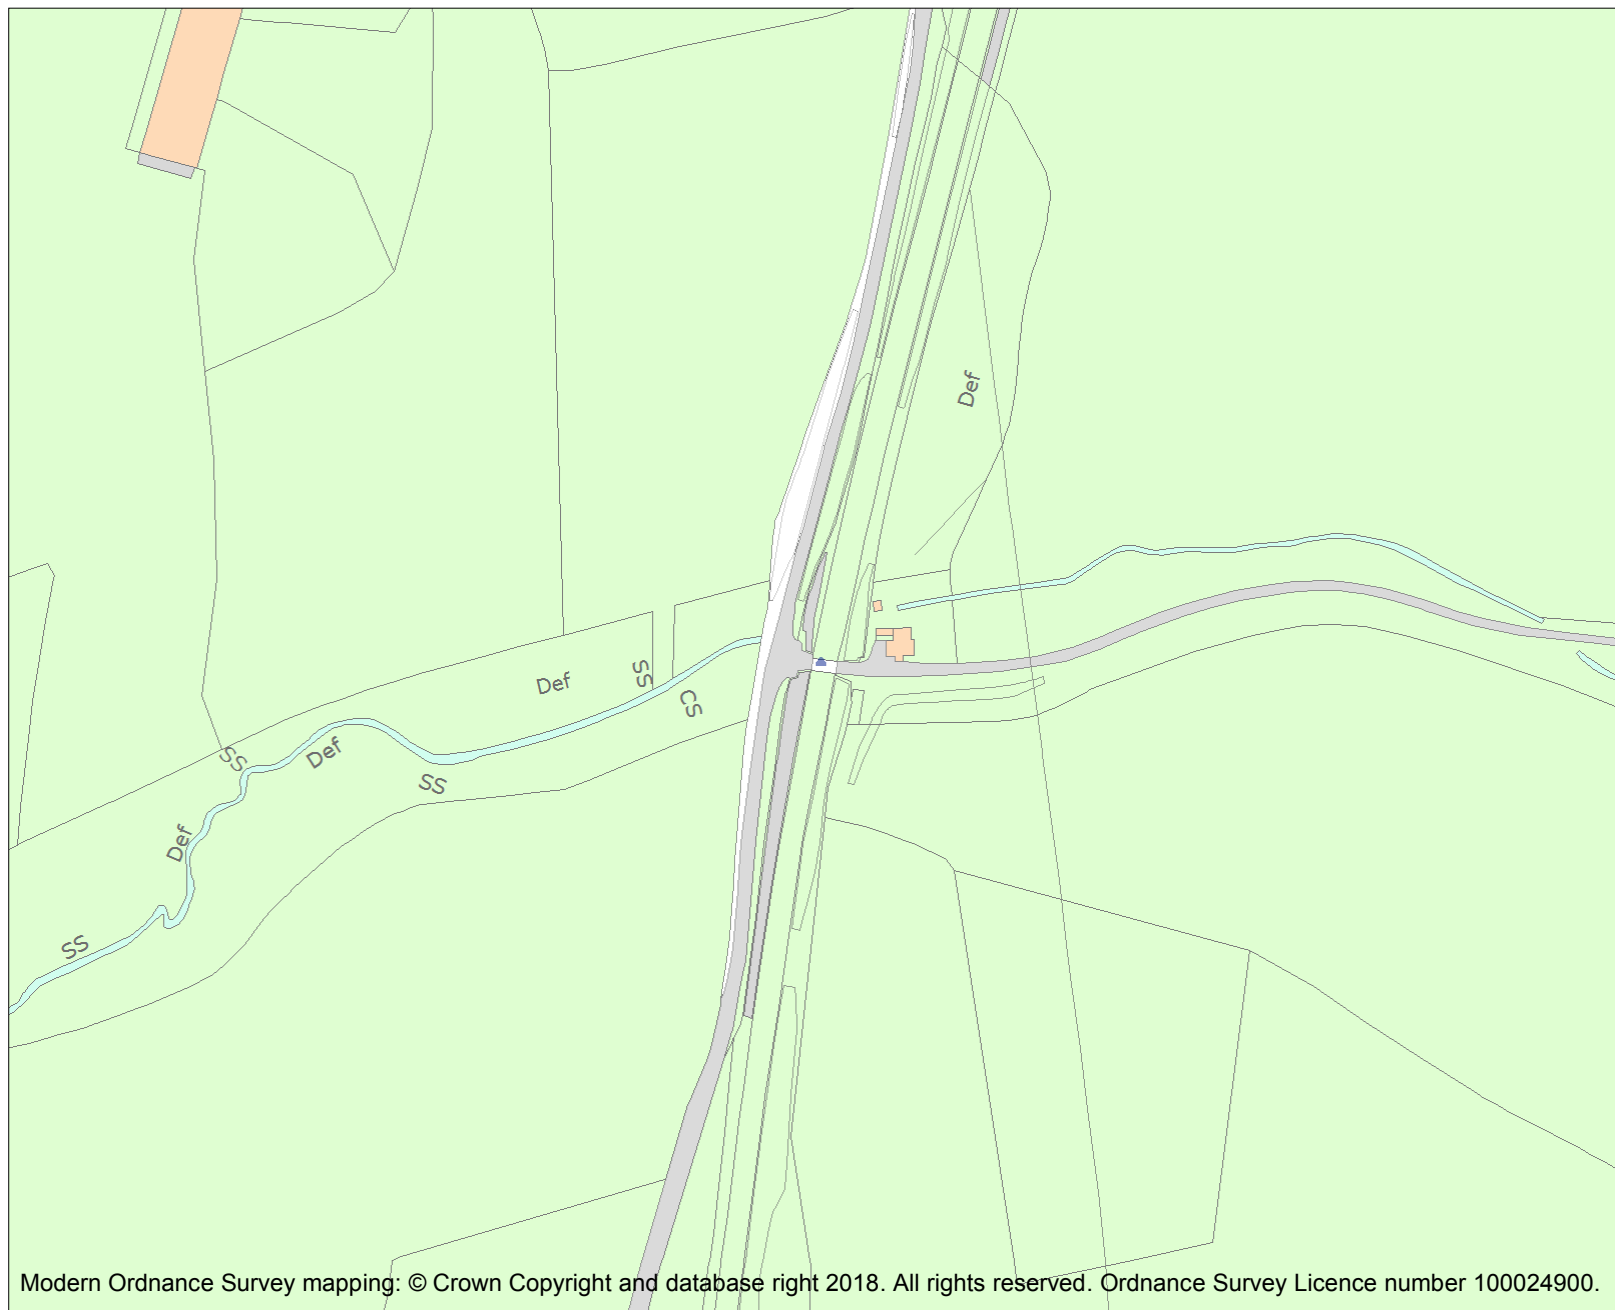 Def
Def
SS
CS
SS
Def
SS
Def
SS
Modern Ordnance Survey mapping: © Crown Copyright and database right 2018. All rights reserved. Ordnance Survey Licence number 100024900.